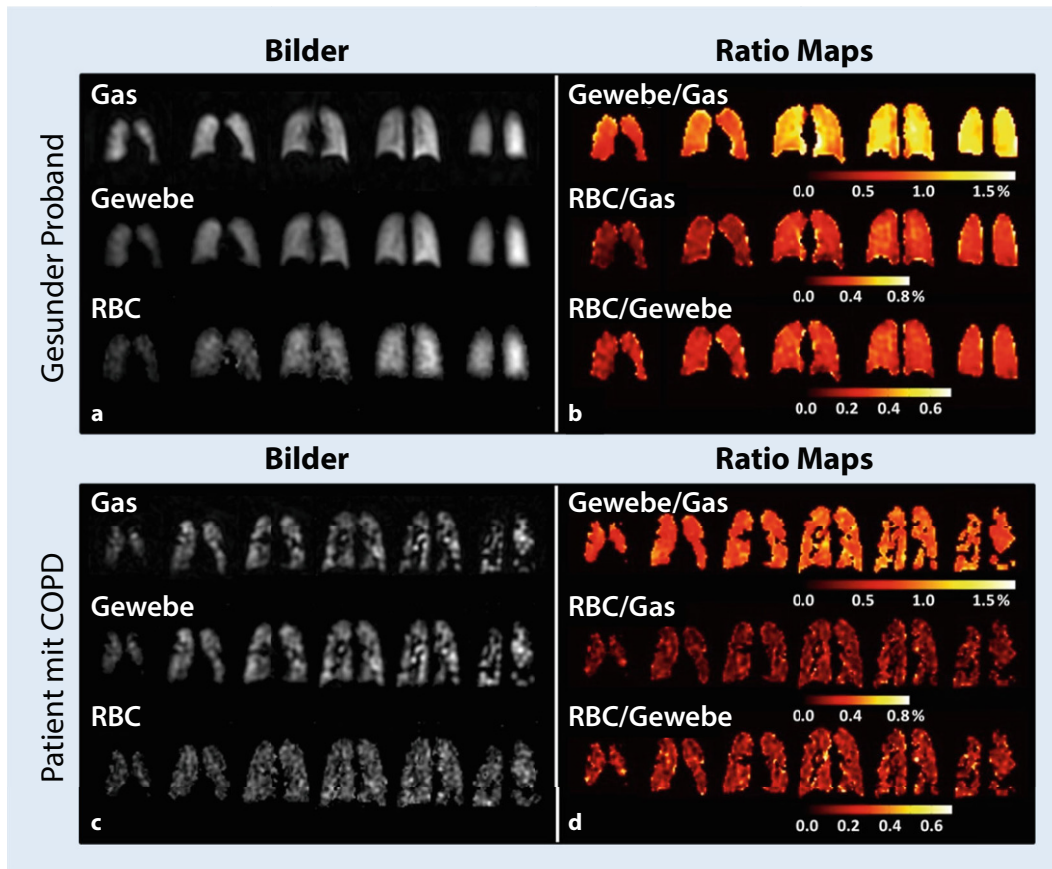 Bilder
Ratio Maps
Gesunder Proband
Gas
Gewebe
RBC
a
Gewebe/Gas
0.0 0.5 1.0 1.5%
RBC/Gas
0.0 0.4 0.8%
RBC/Gewebe
0.0 0.2 0.4 0.6
b
Bilder
Ratio Maps
Patient mit COPD
Gas
Gewebe
RBC
c
Gewebe/Gas
0.0 0.5 1.0 1.5%
RBC/Gas
0.0 0.4 0.8%
RBC/Gewebe
0.0 0.2 0.4 0.6
d